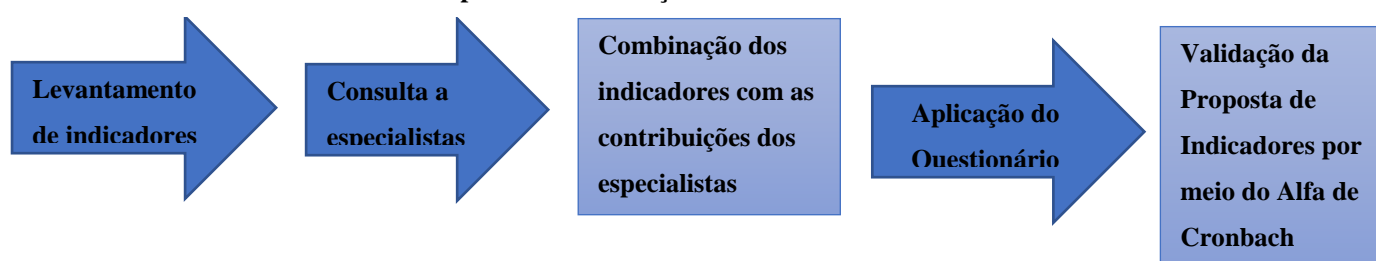 Levantamento
de indicadores
Consulta a
especialistas
Combinação dos
indicadores com as
contribuições dos
especialistas
Aplicação do
Questionário
Validação da
Proposta de
Indicadores por
meio do Alfa de
Cronbach